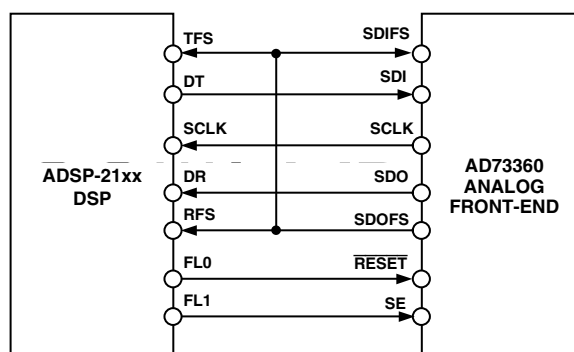 TFS SDIFS
DT SDI
SCLK SCLK
ADSP-21xx
DSP
DR SDO
AD73360
ANALOG
FRONT-END
RFS SDOFS
FL0 RESET
FL1 SE